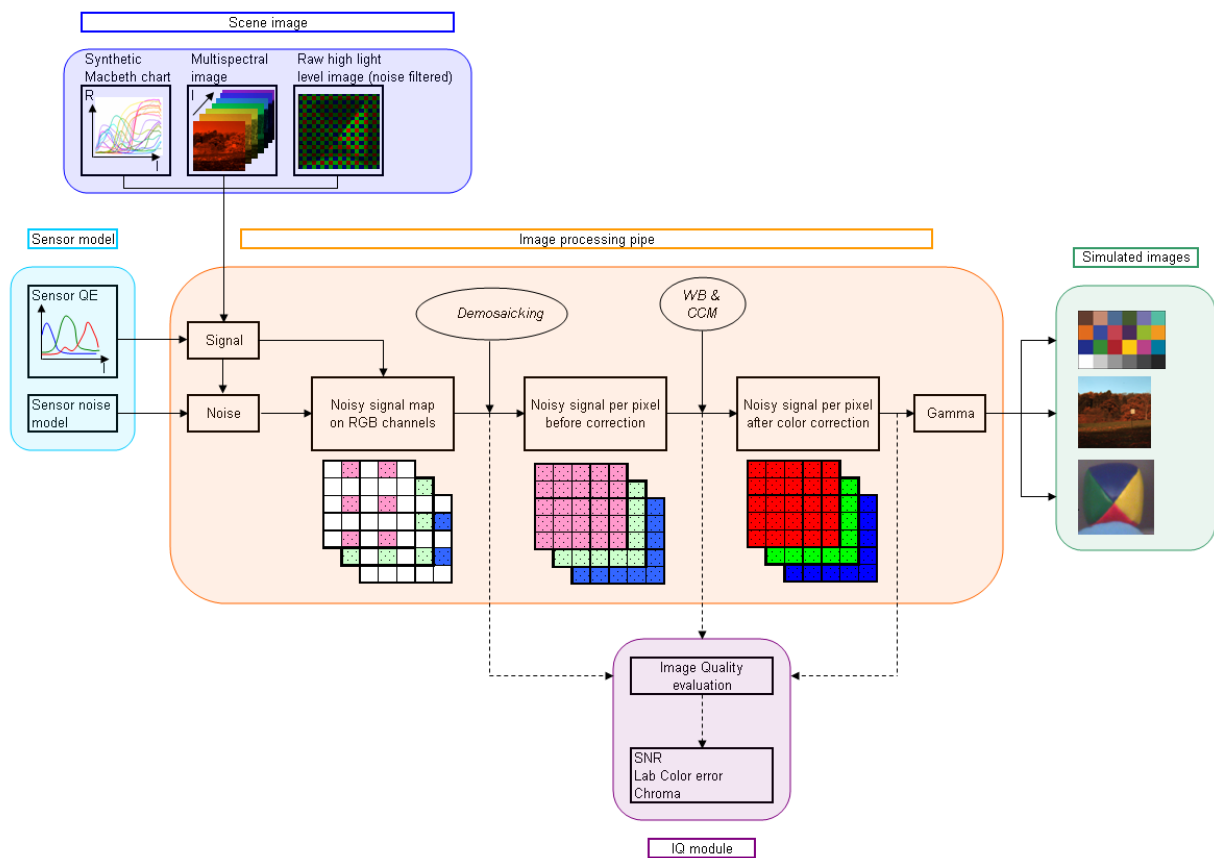 Scene image
Synthetic
Macbeth chart
R
l
Multispectral
image
l
Raw high light
level image (noise filtered)
Sensor model
Sensor QE
l
Sensor noise
model
Image processing pipe
Signal
Noise
Demosaicking
WB &
CCM
Noisy signal map
on RGB channels
Noisy signal per pixel
before correction
Noisy signal per pixel
after color correction
Gamma
Simulated images
Image Quality
evaluation
SNR
Lab Color error
Chroma
IQ module